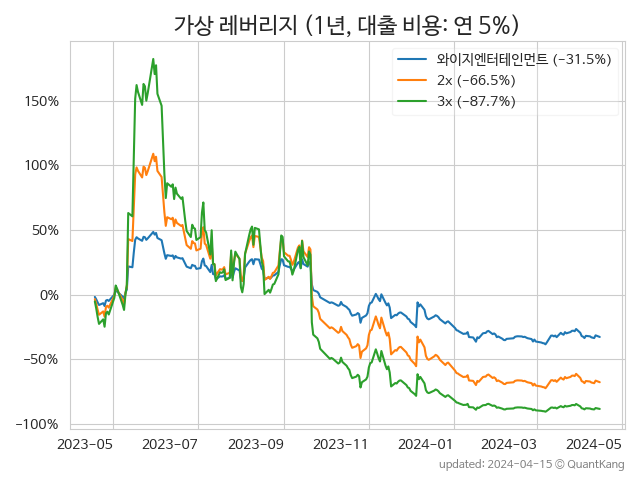 가상 레버리지 (1년, 대출 비용: 연 5%)
와이지엔터테인먼트 (−31.5%)
2x (−66.5%)
3x (−87.7%)
150%
100%
50%
0%
−50%
−100%
2023-05 2023-07 2023-09 2023-11 2024-01 2024-03 2024-05
updated: 2024-04-15 © QuantKang